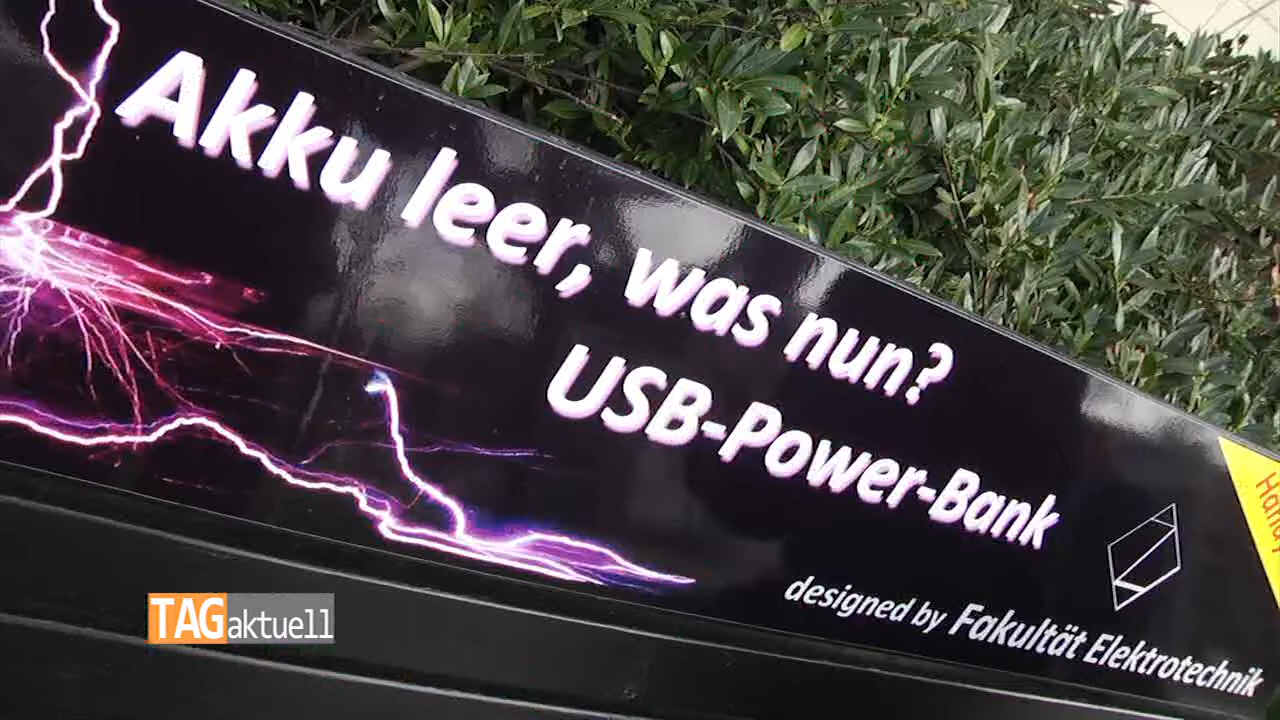 Akku leer, was nun?
USB-Power-Bank
designed by Fakultät Elektrotechnik
TAGaktuell